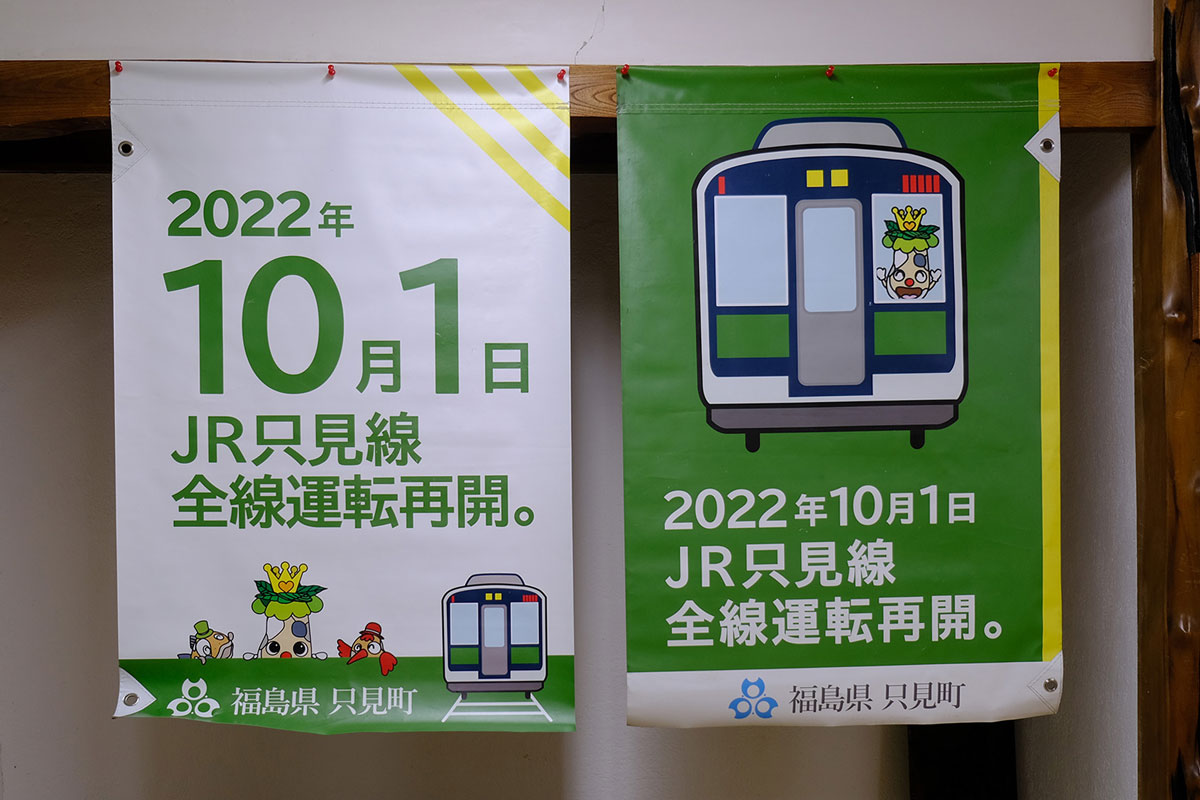 2022年
10月1日
JR只見線
全線運転再開。
福島県 只見町
2022年10月1日
JR只見線
全線運転再開。
福島県 只見町